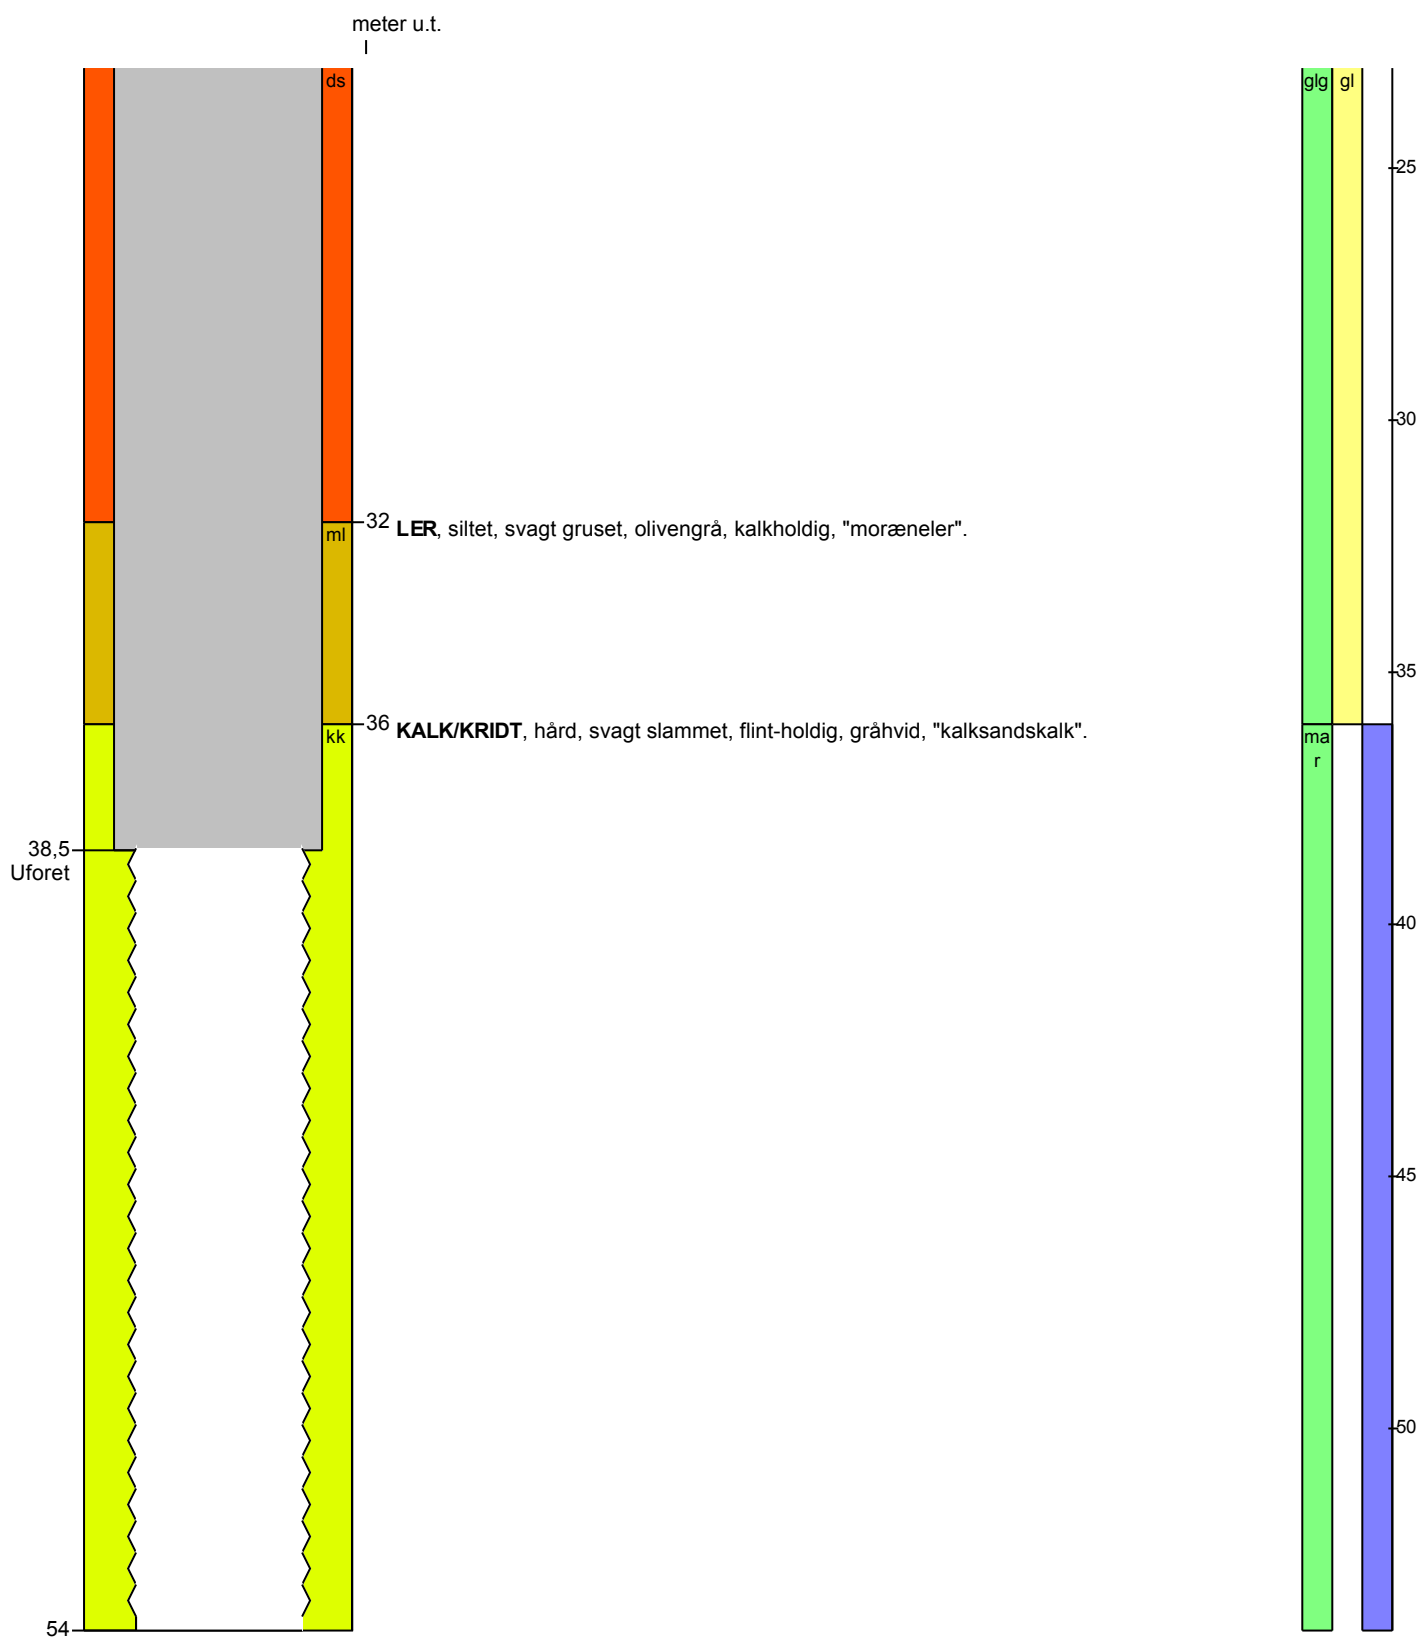 meter u.t.
ds
glg gl
25
30
32 LER, siltet, svagt gruset, olivengrå, kalkholdig, "moræneler".
ml
35
36 KALK/KRIDT, hård, svagt slammet, flint-holdig, gråhvid, "kalksandskalk".
kk
ma
r
38,5
Uforet
40
45
50
54